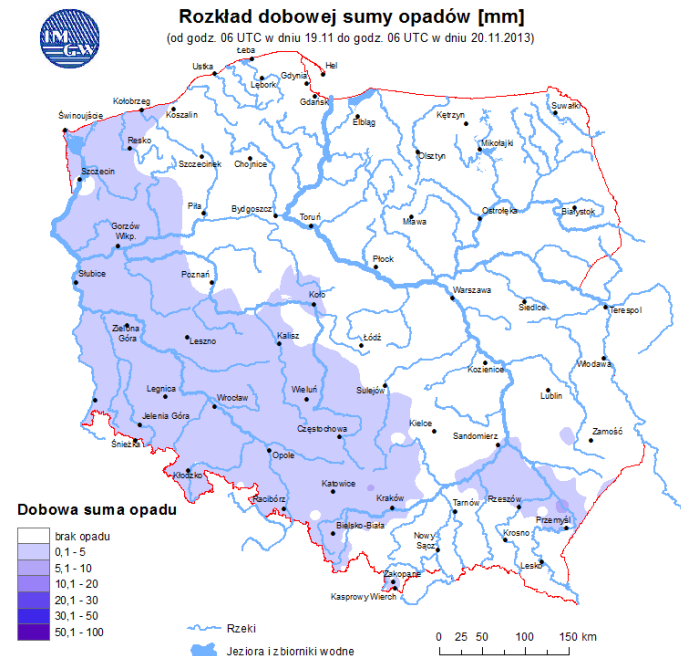 Rozkład dobowej sumy opadów [mm]
(od godz. 06 UTC w dniu 19.11 do godz. 06 UTC w dniu 20.11.2013)
IM
G-W
Łeba
Ustka
Hel
Lębork
Gdynia
Gdańsk
Kołobrzeg
Koszalin
Świnoujście
Elbląg
Kętrzyn
Suwałki
Resko
Szczecinek
Chojnice
Olsztyn
Mikołajki
Szczecin
Piła
Bydgoszcz
Toruń
Mława
Ostrołęka
Białystok
Gorzów
Wlkp.
Płock
Słubice
Poznań
Koło
Warszawa
Siedlce
Terespol
Zielona
Góra
Leszno
Kalisz
Łódź
Kozienice
Włodawa
Legnica
Wrocław
Wieluń
Sulejów
Lublin
Jelenia Góra
Częstochowa
Kielce
Sandomierz
Zamość
Śnieżka
Opole
Kłodzko
Katowice
Racibórz
Kraków
Tarnów
Rzeszów
Przemyśl
Bielsko-Biała
Nowy
Sącz
Krosno
Lesko
Zakopane
Kasprowy Wierch
Dobowa suma opadu
brak opadu
0,1 - 5
5,1 - 10
10,1 - 20
20,1 - 30
30,1 - 50
50,1 - 100
Rzeki
Jeziora i zbiorniki wodne
0 25 50 100 150 km